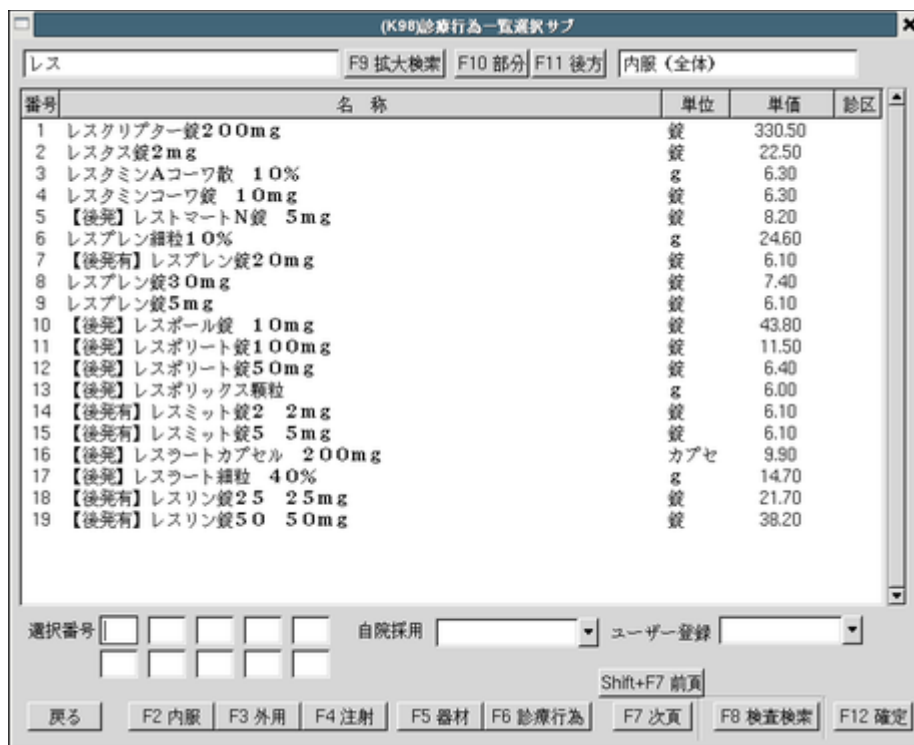 (K98)診療行為一覧選択サブ
レス F9 拡大検索 F10 部分 F11 後方 内服（全体）
番号 名　称 単位 単価 診区
1 レスクリプター錠２００ｍｇ 錠 330.50
2 レスタス錠２ｍｇ 錠 22.50
3 レスタミンＡコーワ散　１０％ ｇ 6.30
4 レスタミンコーワ錠　１０ｍｇ 錠 6.30
5 【後発】レストマートＮ錠　５ｍｇ 錠 8.20
6 レスプレン細粒１０％ ｇ 24.60
7 【後発有】レスプレン錠２０ｍｇ 錠 6.10
8 レスプレン錠３０ｍｇ 錠 7.40
9 レスプレン錠５ｍｇ 錠 6.10
10 【後発】レスポール錠　１０ｍｇ 錠 43.80
11 【後発】レスポリート錠１００ｍｇ 錠 11.50
12 【後発】レスポリート錠５０ｍｇ 錠 6.40
13 【後発】レスポリックス顆粒 ｇ 6.00
14 【後発有】レスミット錠２　２ｍｇ 錠 6.10
15 【後発有】レスミット錠５　５ｍｇ 錠 6.10
16 【後発】レスラートカプセル　２００ｍｇ カプセ 9.90
17 【後発】レスラート細粒　４０％ ｇ 14.70
18 【後発有】レスリン錠２５　２５ｍｇ 錠 21.70
19 【後発有】レスリン錠５０　５０ｍｇ 錠 38.20
選択番号 自院採用 ユーザー登録
Shift+F7 前頁
戻る F2 内服 F3 外用 F4 注射 F5 器材 F6 診療行為 F7 次頁 F8 検査検索 F12 確定